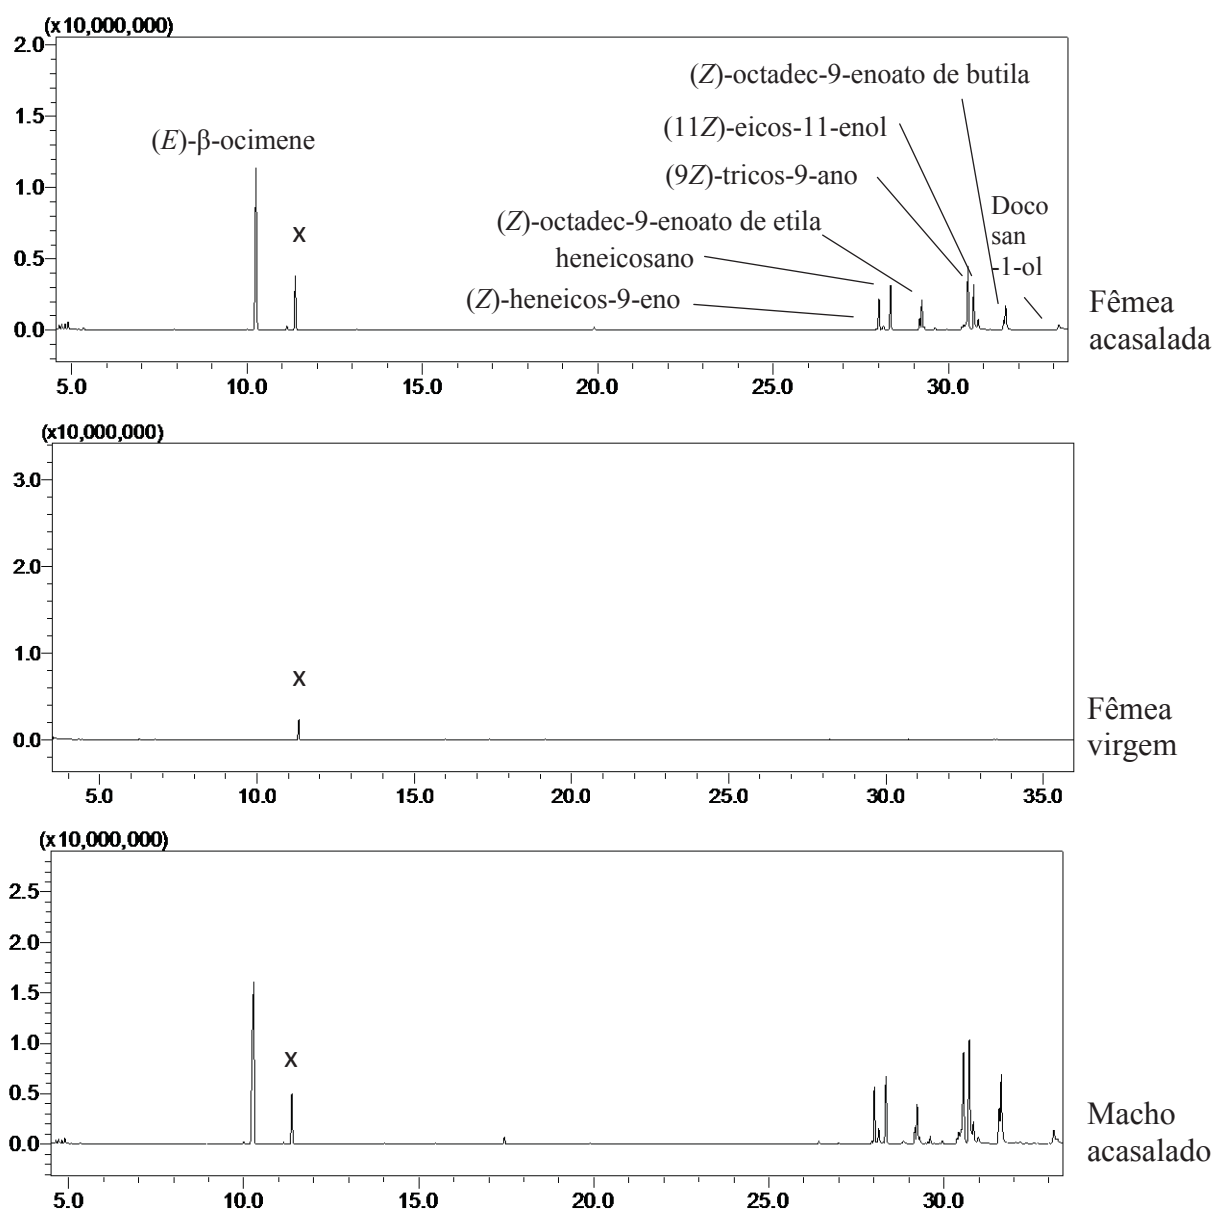 (x10,000,000)
2.0
1.5
1.0
0.5
0.0
(Z)-octadec-9-enoato de butila
(11Z)-eicos-11-enol
(E)-β-ocimene
(9Z)-tricos-9-ano
(Z)-octadec-9-enoato de etila
heneicosano
(Z)-heneicos-9-eno
Doco
san
-1-ol
x
Fêmea
acasalada
5.0 10.0 15.0 20.0 25.0 30.0
(x10,000,000)
3.0
2.0
1.0
0.0
x
Fêmea
virgem
5.0 10.0 15.0 20.0 25.0 30.0 35.0
(x10,000,000)
2.5
2.0
1.5
1.0
0.5
0.0
x
Macho
acasalado
5.0 10.0 15.0 20.0 25.0 30.0